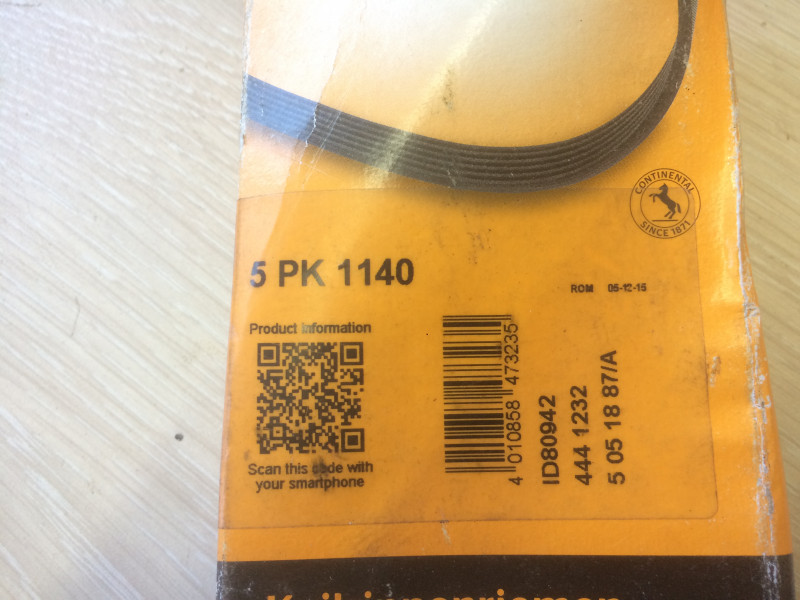 CONTINENTAL
SINCE 1871
5 PK 1140
ROM 05-12-15
Product Information
Scan this code with
your smartphone
4 010858 473235
ID80942
444 1232
5 05 18 87/A
Keilrippenriemen